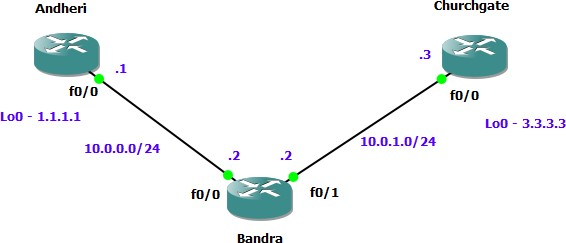 Andheri
Churchgate
.1
.3
f0/0
f0/0
Lo0 - 1.1.1.1
Lo0 - 3.3.3.3
10.0.0.0/24
10.0.1.0/24
.2
.2
f0/0
f0/1
Bandra